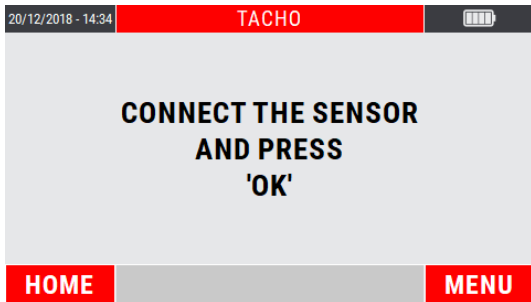 20/12/2018 - 14:34 TACHO
CONNECT THE SENSOR
AND PRESS
'OK'
HOME MENU